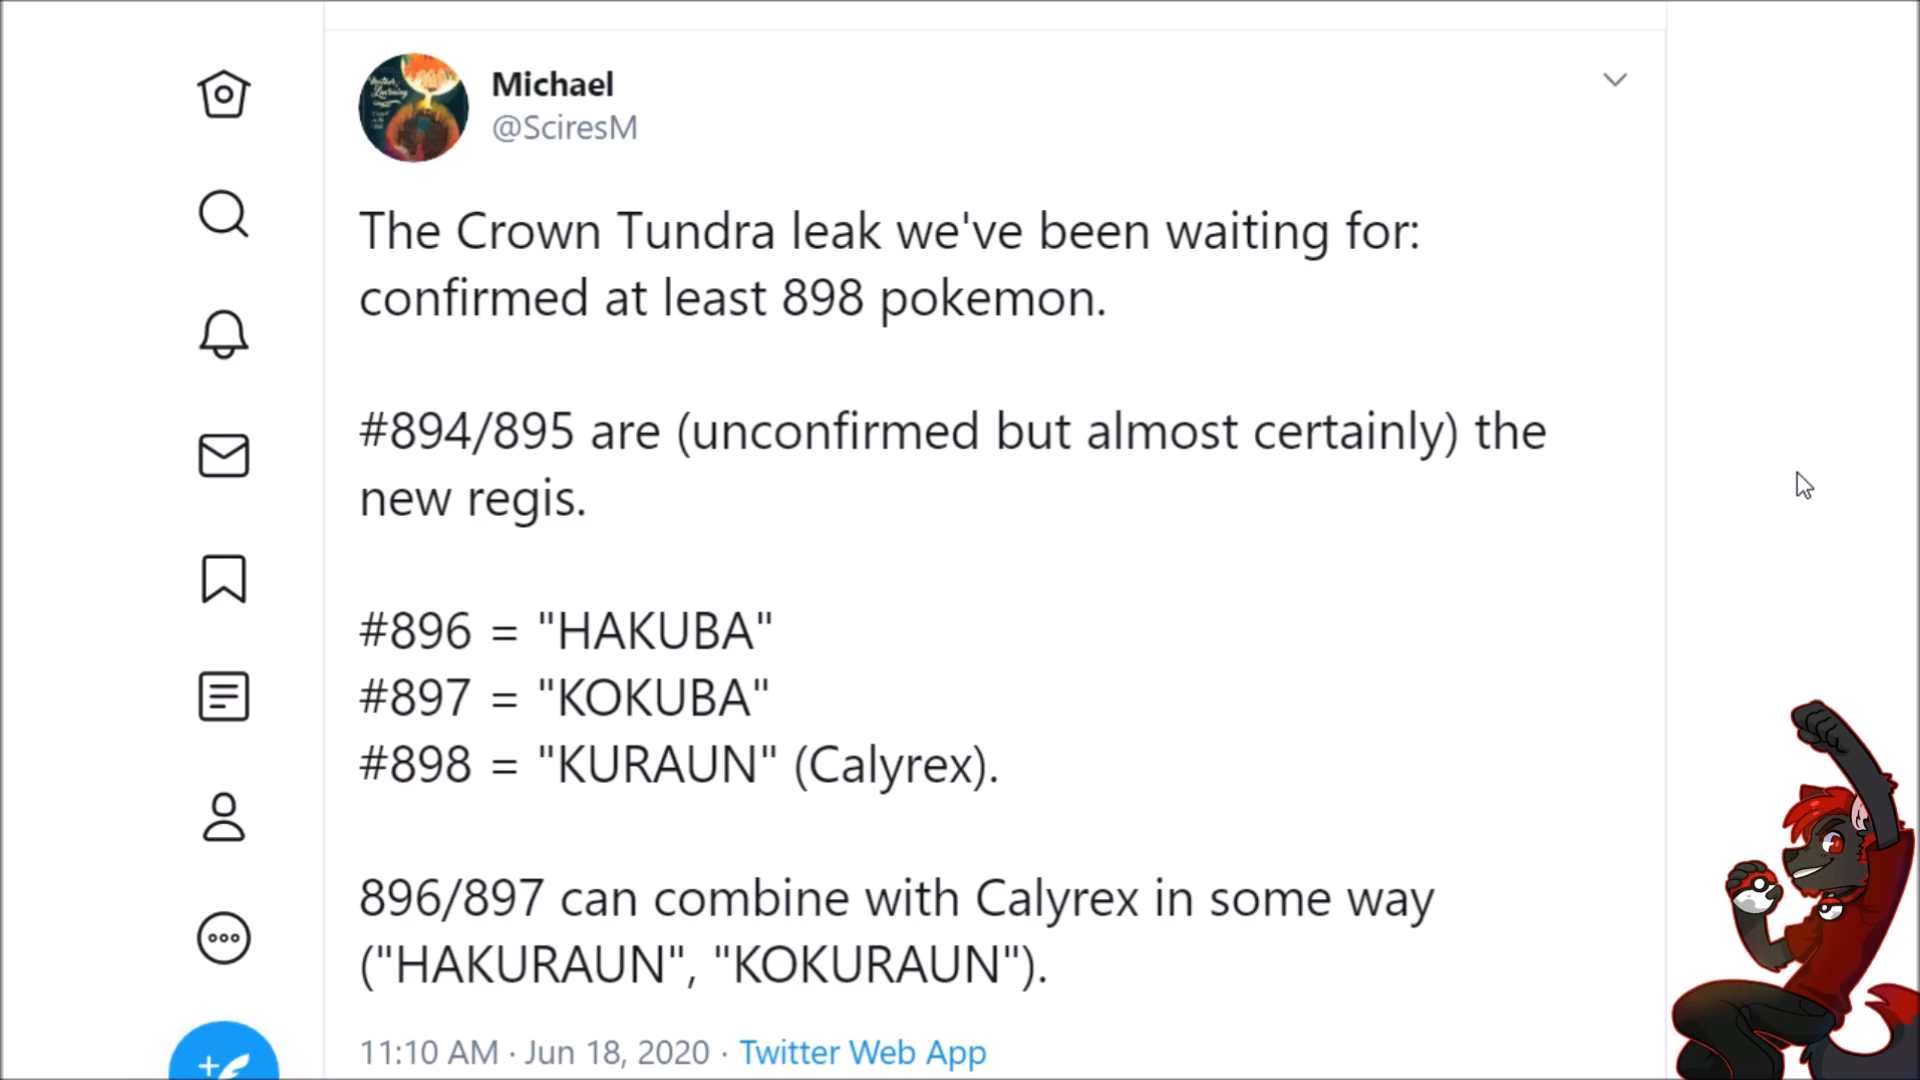 Michael
@SciresM
The Crown Tundra leak we've been waiting for:
confirmed at least 898 pokemon.
#894/895 are (unconfirmed but almost certainly) the
new regis.
#896 = "HAKUBA"
#897 = "KOKUBA"
#898 = "KURAUN" (Calyrex).
896/897 can combine with Calyrex in some way
("HAKURAUN", "KOKURAUN").
11:10 AM · Jun 18, 2020 · Twitter Web App